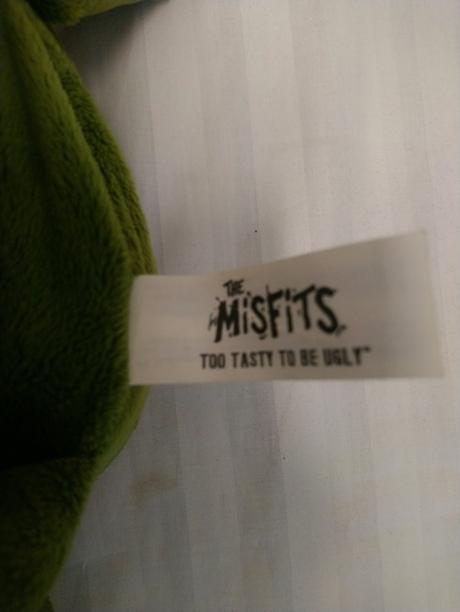 THE
MISFITS
TOO TASTY TO BE UGLY™